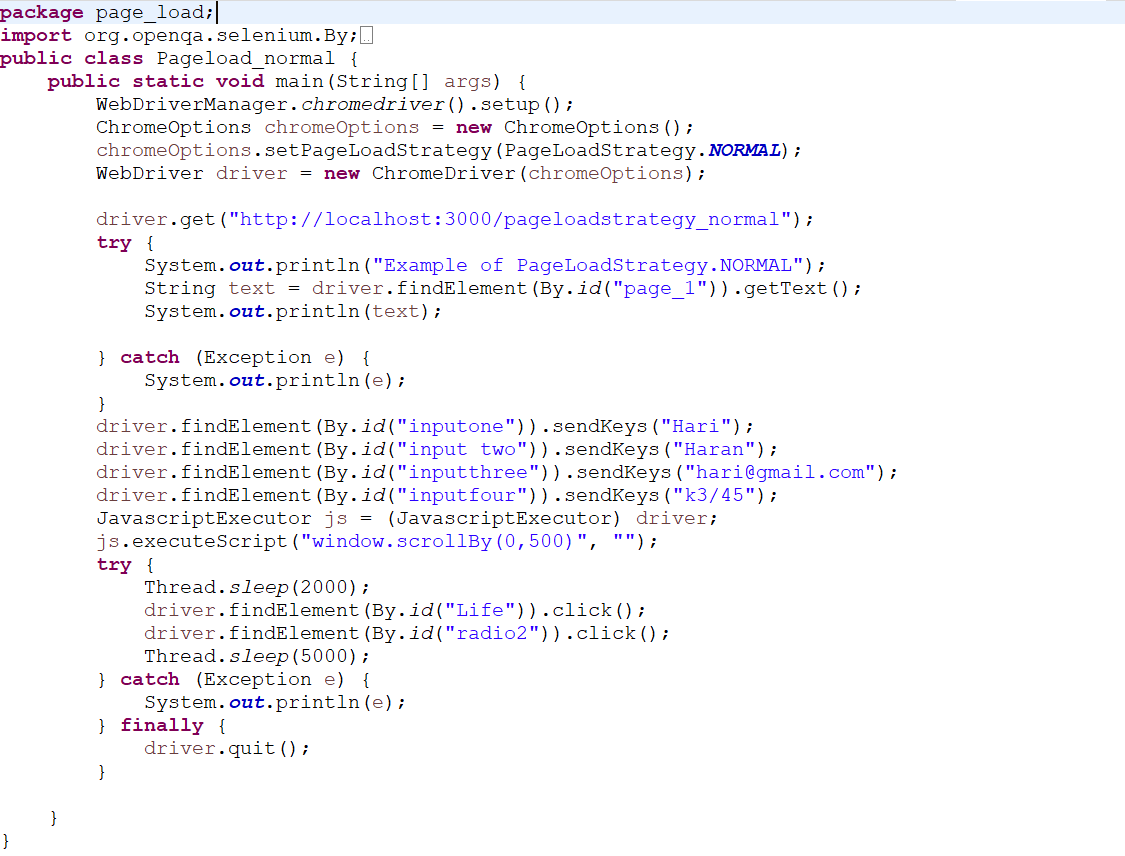 package page_load;
import org.openqa.selenium.By;
public class Pageload_normal {
    public static void main(String[] args) {
        WebDriverManager.chromedriver().setup();
        ChromeOptions chromeOptions = new ChromeOptions();
        chromeOptions.setPageLoadStrategy(PageLoadStrategy.NORMAL);
        WebDriver driver = new ChromeDriver(chromeOptions);

        driver.get("http://localhost:3000/pageloadstrategy_normal");
        try {
            System.out.println("Example of PageLoadStrategy.NORMAL");
            String text = driver.findElement(By.id("page_1")).getText();
            System.out.println(text);

        } catch (Exception e) {
            System.out.println(e);
        }
        driver.findElement(By.id("inputone")).sendKeys("Hari");
        driver.findElement(By.id("input two")).sendKeys("Haran");
        driver.findElement(By.id("inputthree")).sendKeys("hari@gmail.com");
        driver.findElement(By.id("inputfour")).sendKeys("k3/45");
        JavascriptExecutor js = (JavascriptExecutor) driver;
        js.executeScript("window.scrollBy(0,500)", "");
        try {
            Thread.sleep(2000);
            driver.findElement(By.id("Life")).click();
            driver.findElement(By.id("radio2")).click();
            Thread.sleep(5000);
        } catch (Exception e) {
            System.out.println(e);
        } finally {
            driver.quit();
        }

    }
}